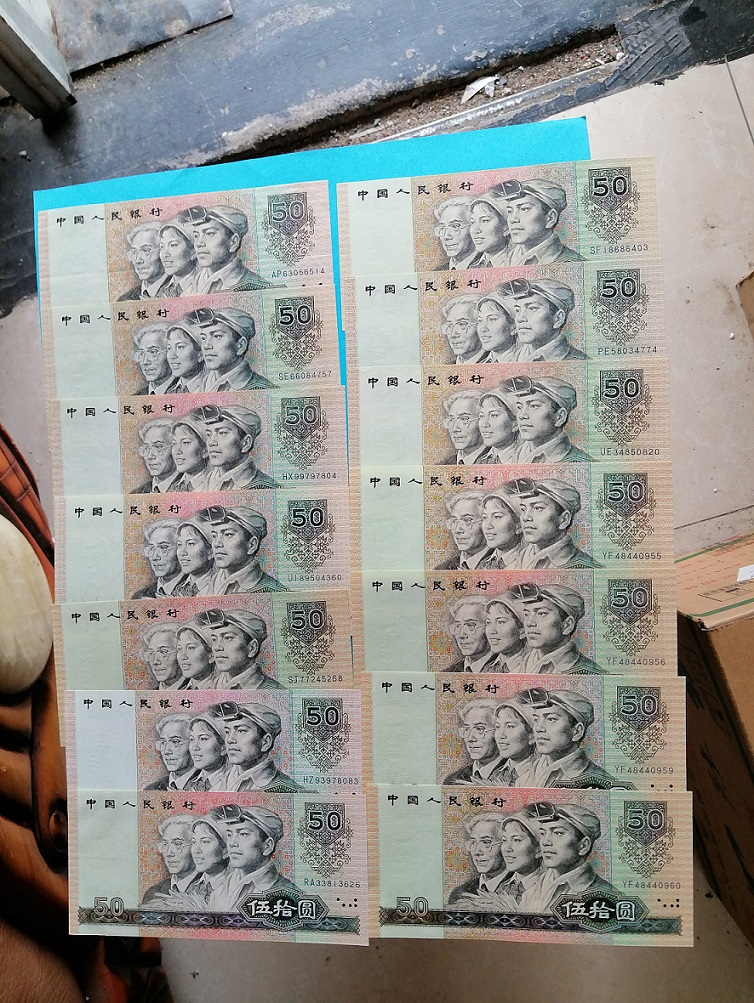 中国人民银行
50
AP63056514
中国人民银行
50
SE66084757
中国人民银行
50
HX99797804
中国人民银行
50
UI89504360
中国人民银行
50
SJ77245268
中国人民银行
50
HZ93978083
中国人民银行
50
RA33813626
50
伍拾圆
中国人民银行
50
SF18686403
中国人民银行
50
PE58034774
中国人民银行
50
UE34850820
中国人民银行
50
YF48440955
中国人民银行
50
YF48440956
中国人民银行
50
YF48440959
中国人民银行
50
YF48440960
50
伍拾圆